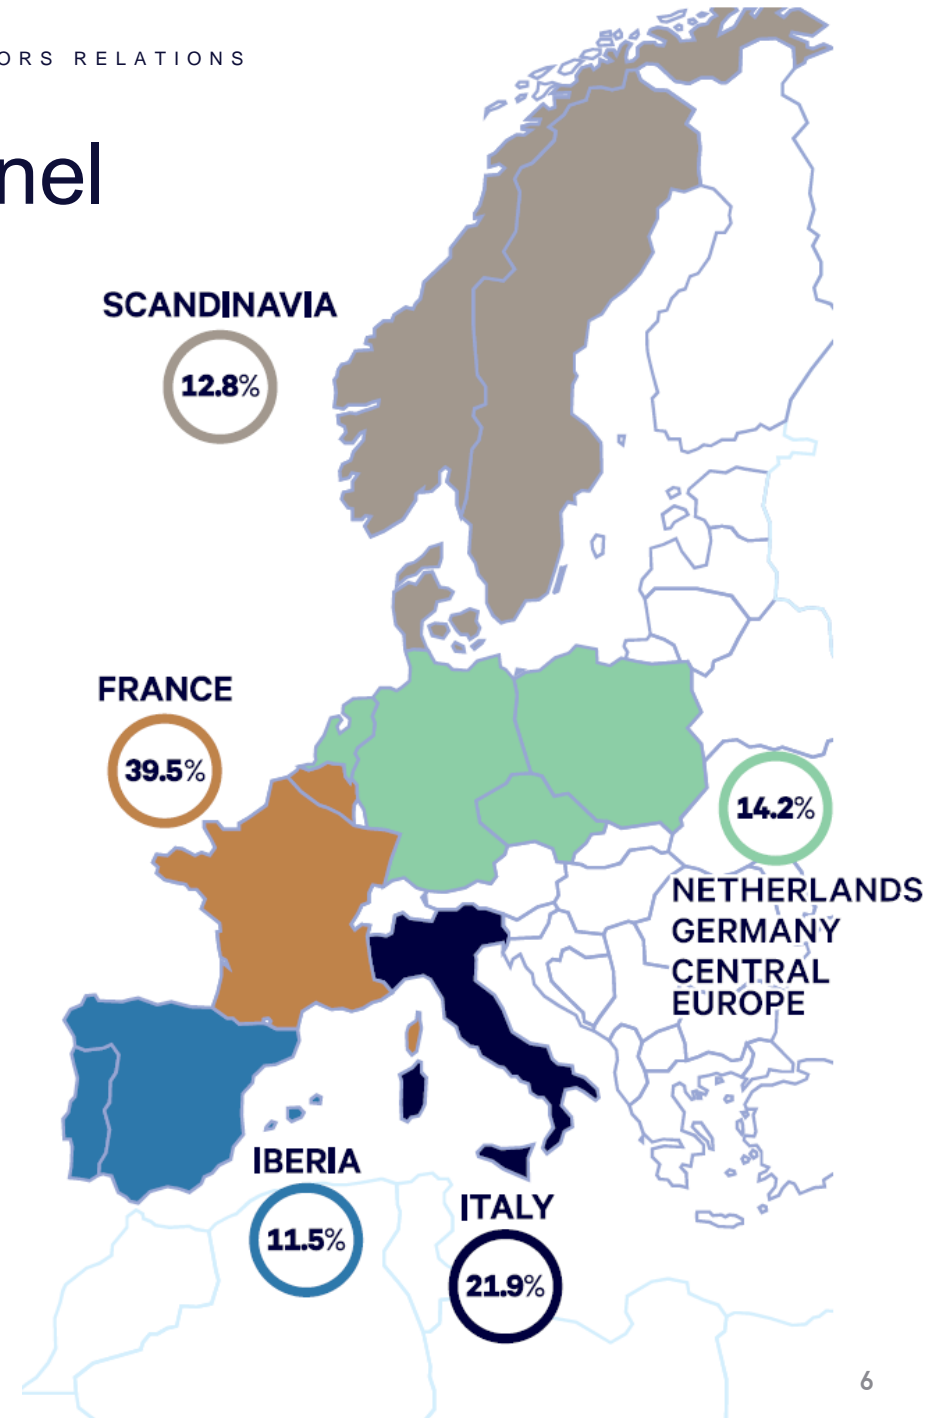 ORS RELATIONS
nel
SCANDINAVIA
12.8%
FRANCE
39.5%
14.2%
NETHERLANDS
GERMANY
CENTRAL
EUROPE
IBERIA
11.5%
ITALY
21.9%
6